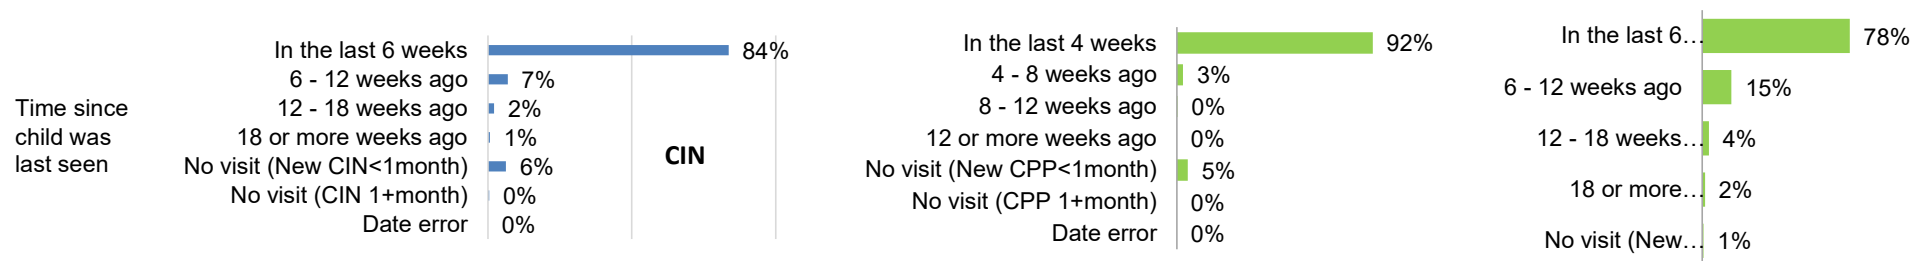 Time since
child was
last seen
In the last 6 weeks 84%
6 - 12 weeks ago 7%
12 - 18 weeks ago 2%
18 or more weeks ago 1%
No visit (New CIN<1month) 6%
No visit (CIN 1+month) 0%
Date error 0%
CIN
In the last 4 weeks 92%
4 - 8 weeks ago 3%
8 - 12 weeks ago 0%
12 or more weeks ago 0%
No visit (New CPP<1month) 5%
No visit (CPP 1+month) 0%
Date error 0%
In the last 6… 78%
6 - 12 weeks ago 15%
12 - 18 weeks… 4%
18 or more… 2%
No visit (New… 1%